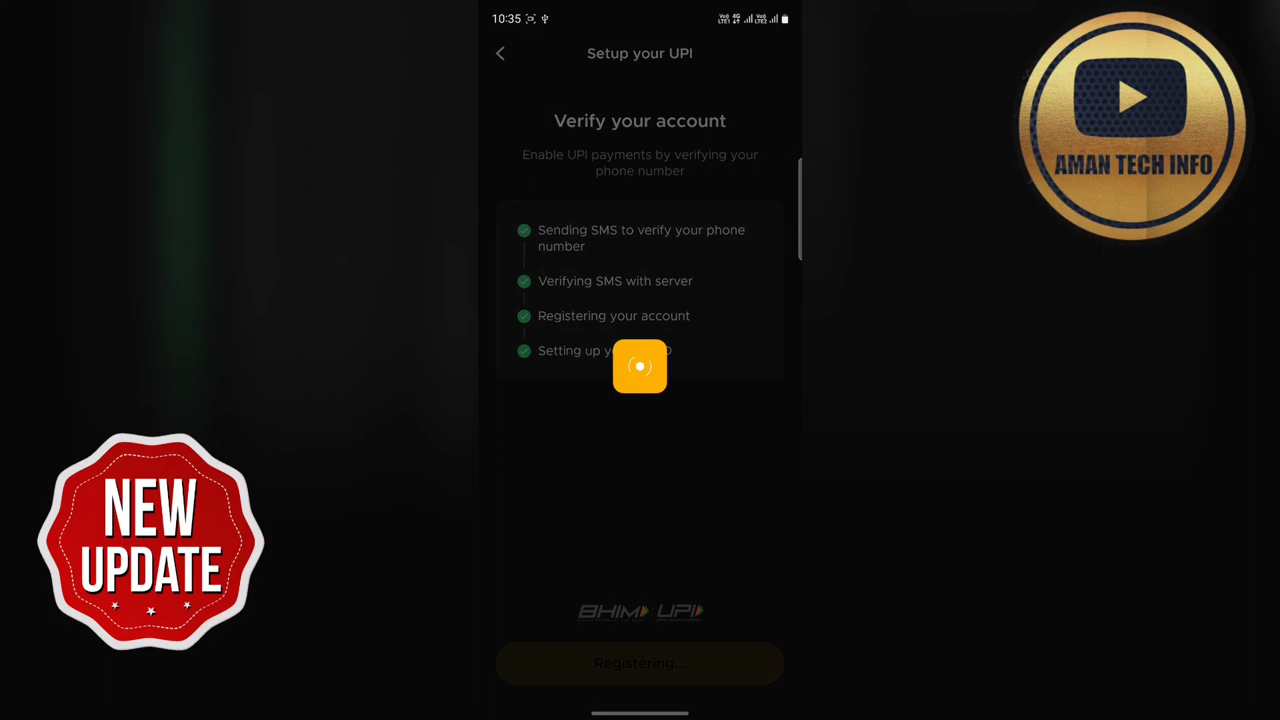 10:35
Setup your UPI
Verify your account
Enable UPI payments by verifying your
phone number
Sending SMS to verify your phone
number
Verifying SMS with server
Registering your account
Setting up
BHIM UPI
Registering...
AMAN TECH INFO
NEW
UPDATE